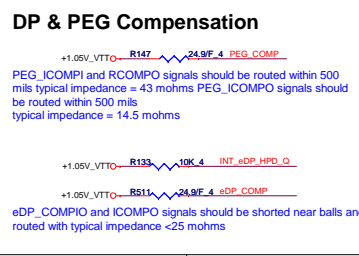 DP & PEG Compensation
+1.05V_VTT R147 24.9/F_4 PEG_COMP
PEG_ICOMPI and RCOMPO signals should be routed within 500
mils typical impedance = 43 mohms PEG_ICOMPO signals should
be routed within 500 mils
typical impedance = 14.5 mohms
+1.05V_VTT R133 10K_4 INT_eDP_HPD_Q
+1.05V_VTT R511 24.9/F_4 eDP_COMP
eDP_COMPIO and ICOMPO signals should be shorted near balls and
routed with typical impedance <25 mohms